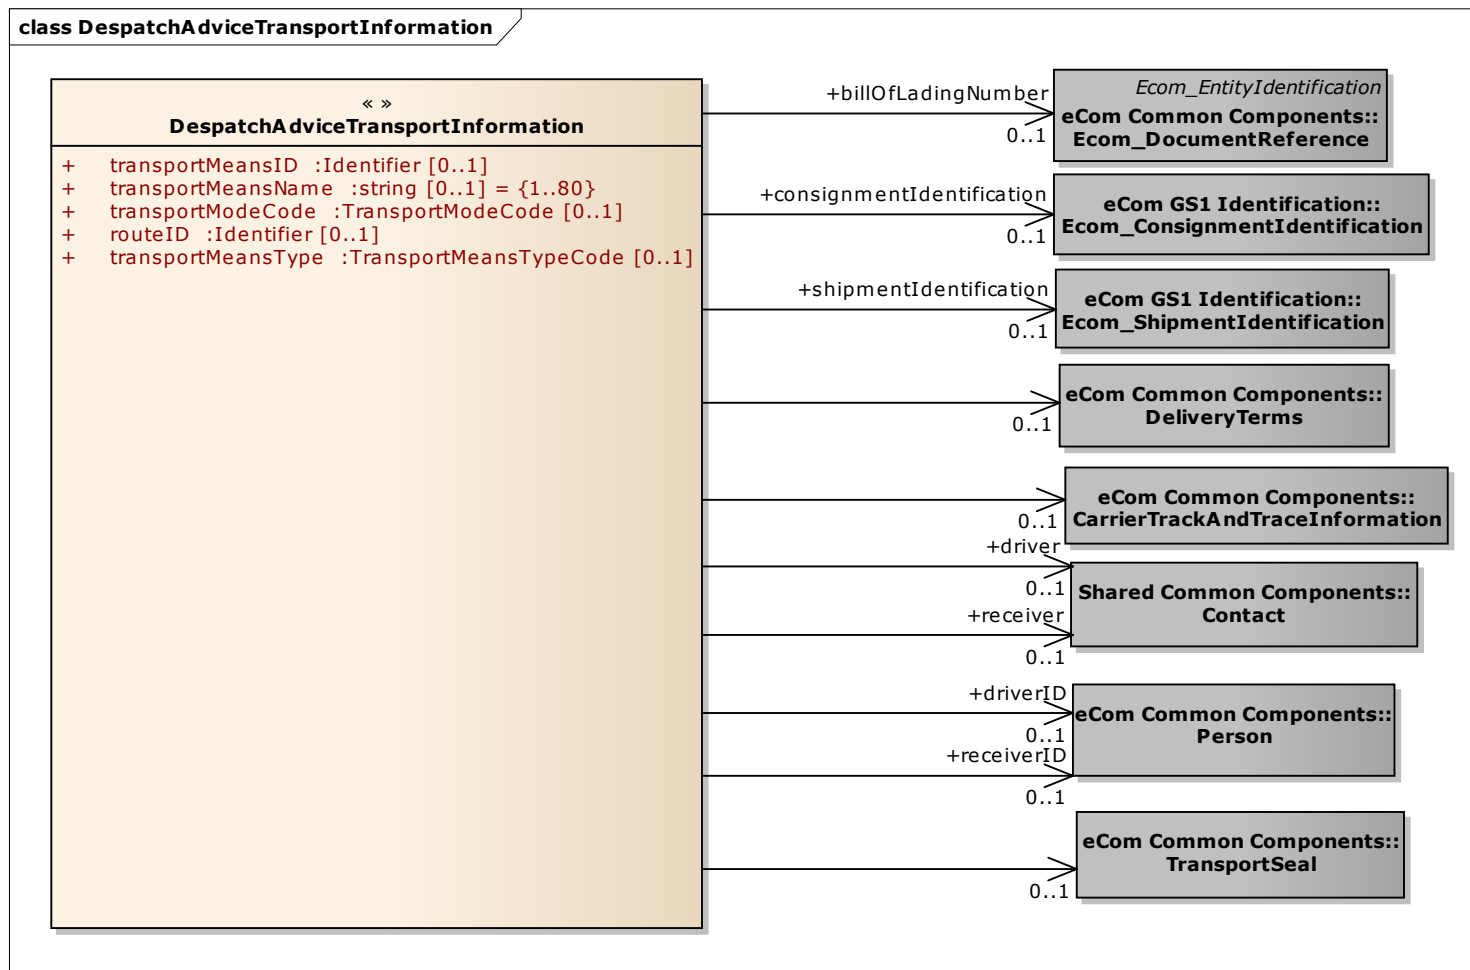 class DespatchAdviceTransportInformation
« »
DespatchAdviceTransportInformation
+ transportMeansID :Identifier [0..1]
+ transportMeansName :string [0..1] = {1..80}
+ transportModeCode :TransportModeCode [0..1]
+ routeID :Identifier [0..1]
+ transportMeansType :TransportMeansTypeCode [0..1]
+billOfLadingNumber
0..1
Ecom_EntityIdentification
eCom Common Components::
Ecom_DocumentReference
+consignmentIdentification
0..1
eCom GS1 Identification::
Ecom_ConsignmentIdentification
+shipmentIdentification
0..1
eCom GS1 Identification::
Ecom_ShipmentIdentification
0..1
eCom Common Components::
DeliveryTerms
0..1
eCom Common Components::
CarrierTrackAndTraceInformation
+driver
0..1
+receiver
0..1
Shared Common Components::
Contact
+driverID
0..1
+receiverID
0..1
eCom Common Components::
Person
0..1
eCom Common Components::
TransportSeal